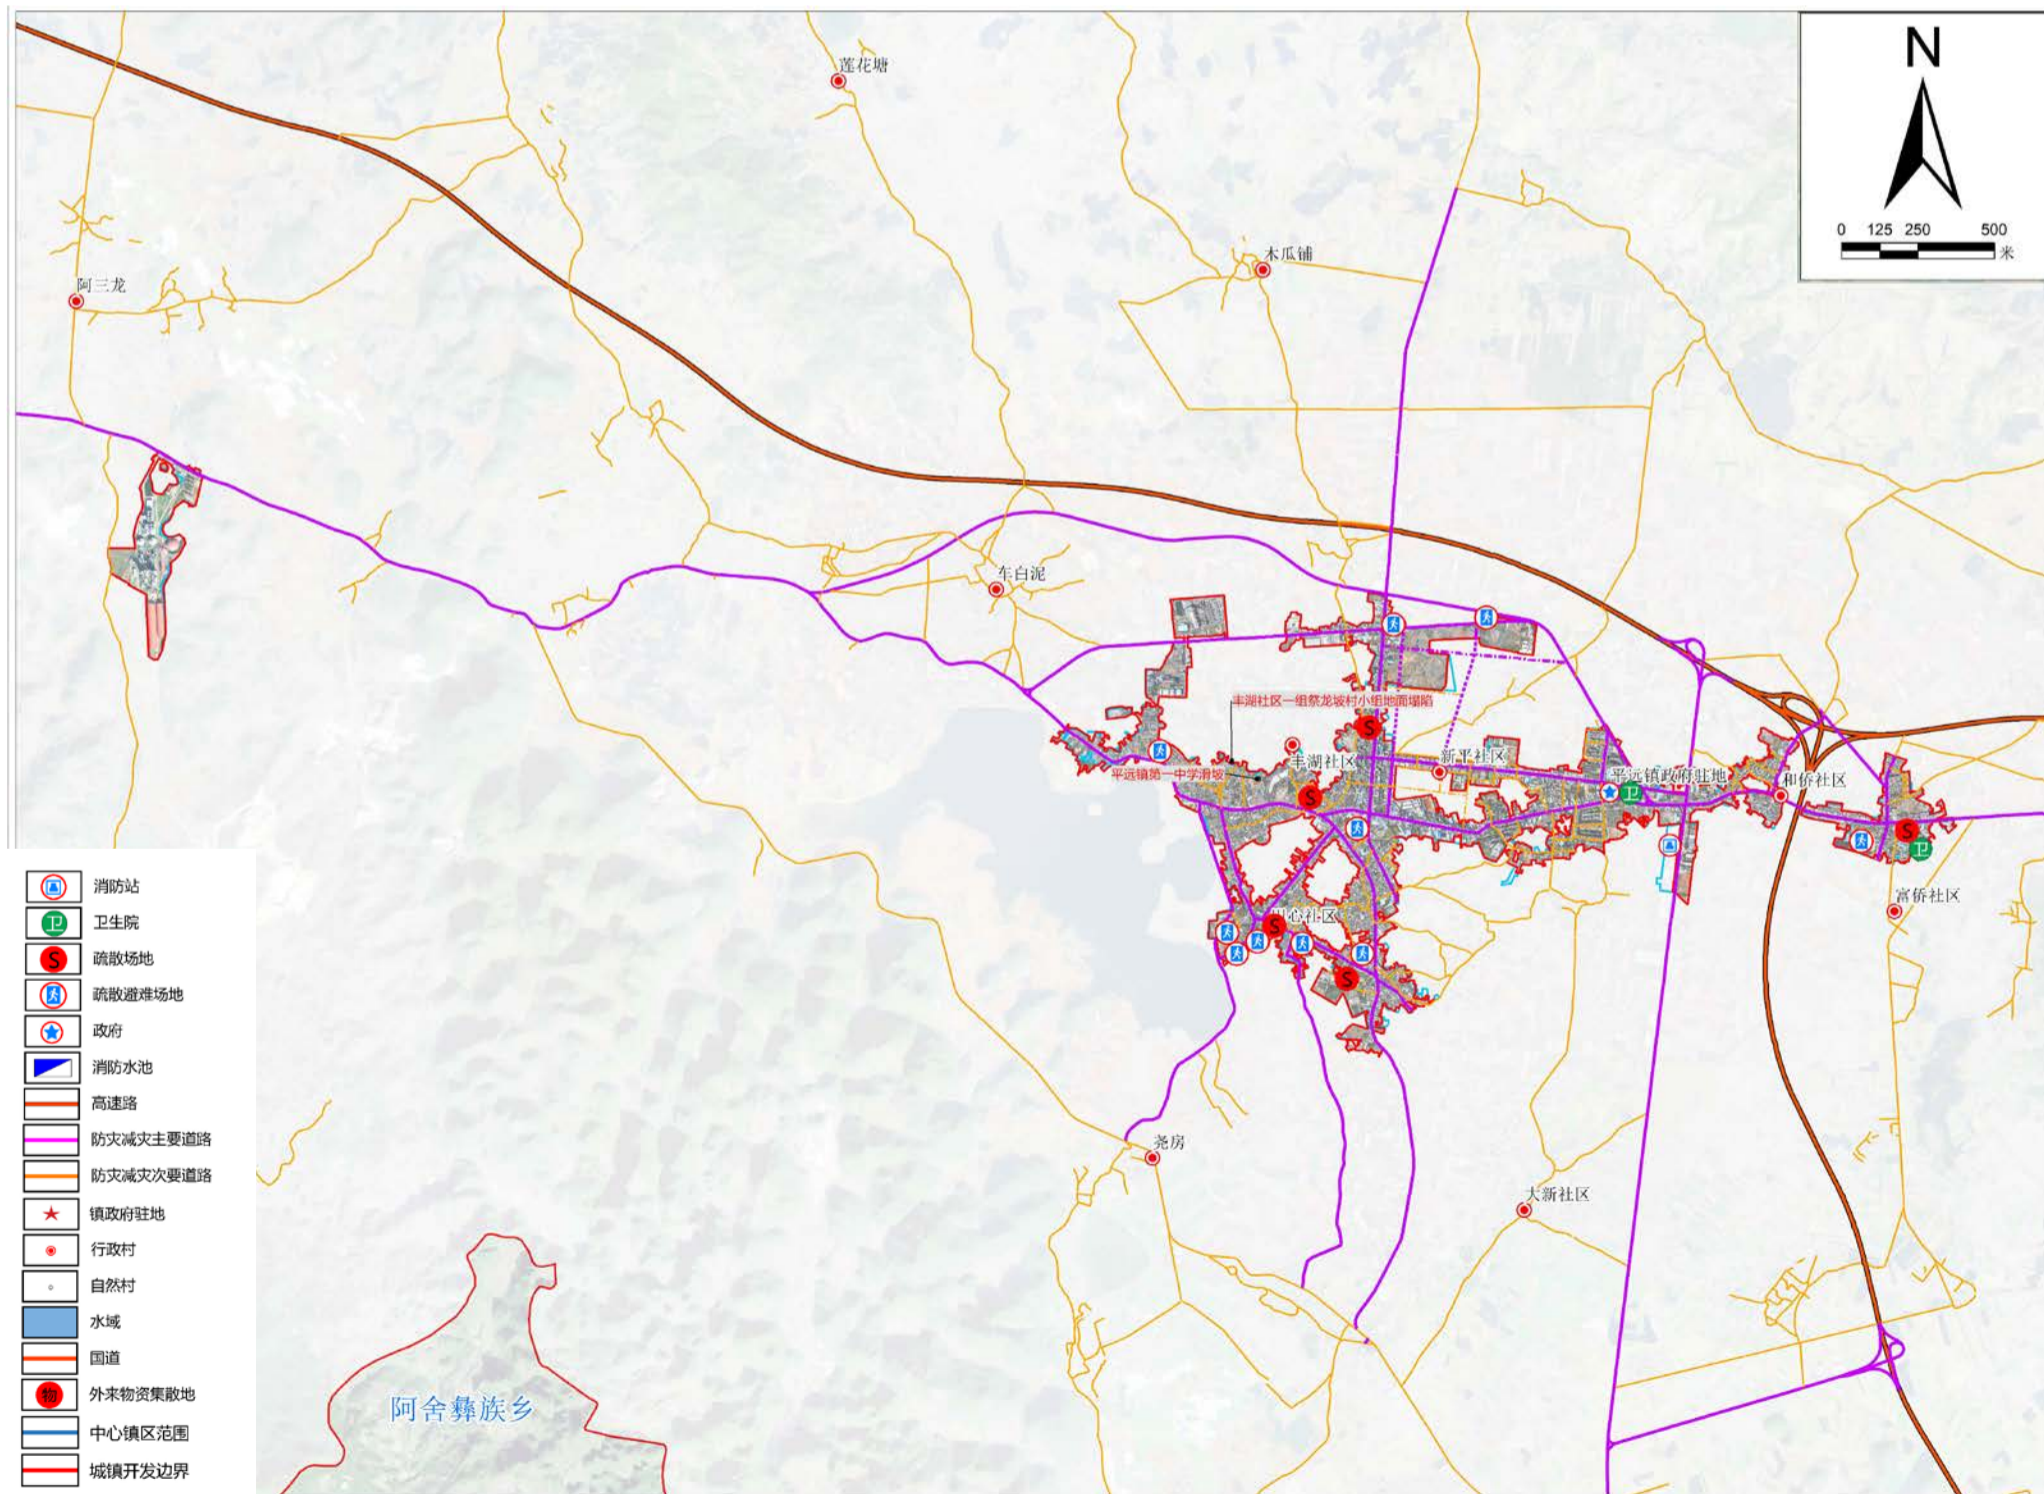 N
0 125 250 500
米
莲花塘
木瓜铺
阿三龙
车白泥
丰湖社区一组祭龙坡村小组地面塌陷
丰湖社区
新平社区
平远镇第一中学滑坡
平远镇政府驻地
和侨社区
卫
S
S
S
卫
富侨社区
田心社区
S
S
尧房
大新社区
阿舍彝族乡
消防站
卫 卫生院
S 疏散场地
疏散避难场地
政府
消防水池
高速路
防灾减灾主要道路
防灾减灾次要道路
镇政府驻地
行政村
自然村
水域
国道
物 外来物资集散地
中心镇区范围
城镇开发边界